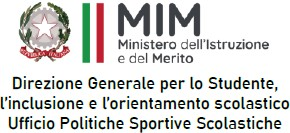 MIM
Ministero dell'Istruzione
e del Merito
Direzione Generale per lo Studente,
l'inclusione e l'orientamento scolastico
Ufficio Politiche Sportive Scolastiche